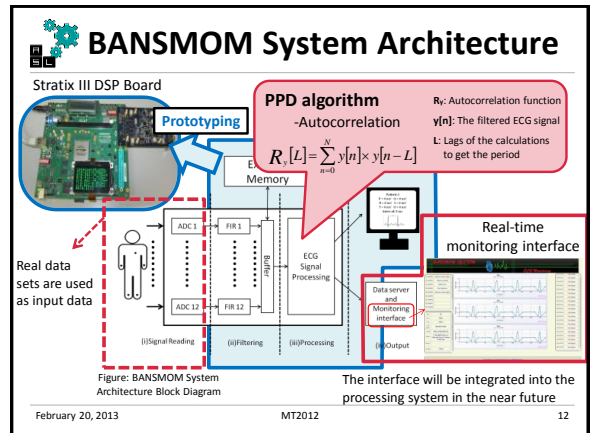 BANSMOM System Architecture
A S L
Stratix III DSP Board
Prototyping
PPD algorithm
-Autocorrelation
R_y[L]=∑_{n=0}^{N} y[n]× y[n−L]
Rᵧ: Autocorrelation function
y[n]: The filtered ECG signal
L: Lags of the calculations
to get the period
Memory
ADC 1
FIR 1
Buffer
ECG
Signal
Processing
ADC 12
FIR 12
Real data
sets are used
as input data
Data server
and
Monitoring
interface
Real-time
monitoring interface
(i)Signal Reading
(ii)Filtering
(iii)Processing
Output
Figure: BANSMOM System
Architecture Block Diagram
The interface will be integrated into the
processing system in the near future
February 20, 2013
MT2012
12